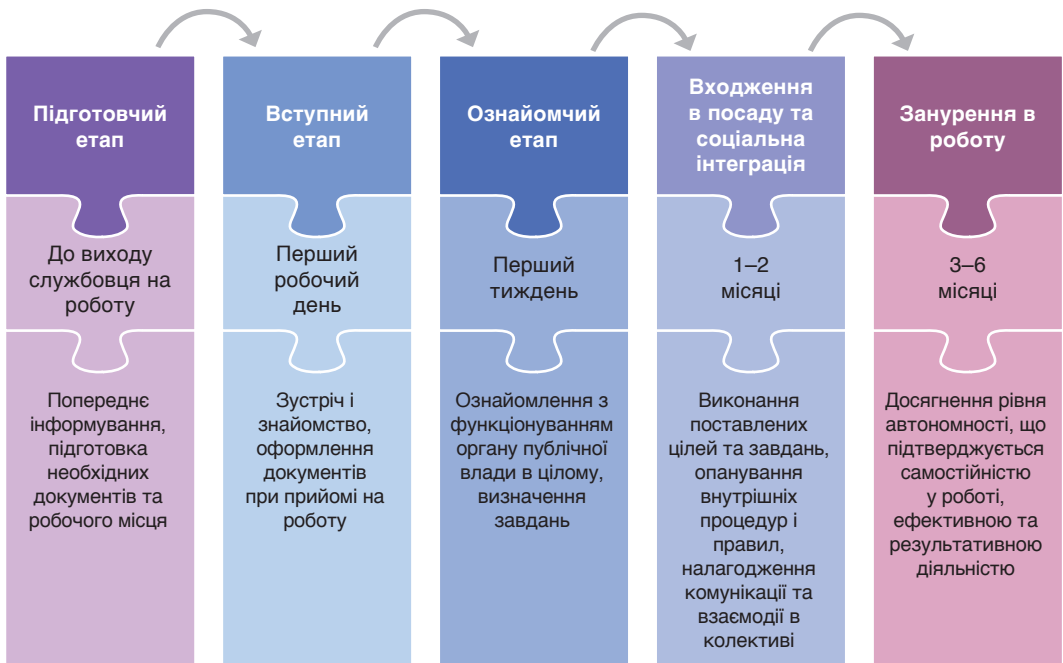 Підготовчий
етап
До виходу
службовця на
роботу
Попереднє
інформування,
підготовка
необхідних
документів та
робочого місця
Вступний
етап
Перший
робочий
день
Зустріч і
знайомство,
оформлення
документів
при прийомі на
роботу
Ознайомчий
етап
Перший
тиждень
Ознайомлення з
функціонуванням
органу публічної
влади в цілому,
визначення
завдань
Входження
в посаду та
соціальна
інтеграція
1–2
місяці
Виконання
поставлених
цілей та завдань,
опанування
внутрішніх
процедур і
правил,
налагодження
комунікації та
взаємодії в
колективі
Занурення в
роботу
3–6
місяці
Досягнення рівня
автономності, що
підтверджується
самостійністю
у роботі,
ефективною та
результативною
діяльністю